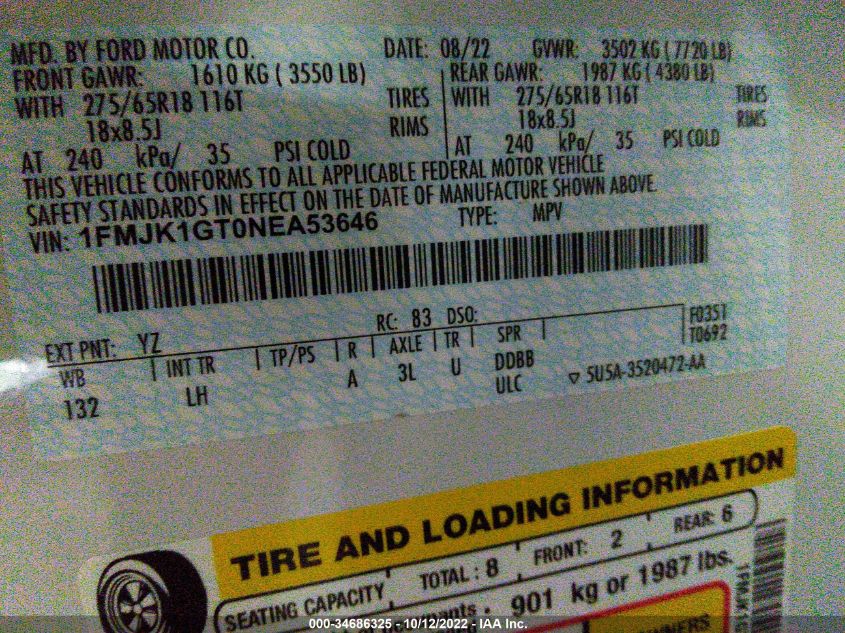 MFD. BY FORD MOTOR CO. DATE: 08/22 GVWR: 3502 KG ( 7720 LB)
FRONT GAWR: 1610 KG ( 3550 LB) REAR GAWR: 1987 KG ( 4380 LB)
WITH 275/65R18 116T TIRES WITH 275/65R18 116T TIRES
18x8.5J RIMS 18x8.5J RIMS
AT 240 kPa/ 35 PSI COLD AT 240 kPa/ 35 PSI COLD
THIS VEHICLE CONFORMS TO ALL APPLICABLE FEDERAL MOTOR VEHICLE
SAFETY STANDARDS IN EFFECT ON THE DATE OF MANUFACTURE SHOWN ABOVE.
VIN: 1FMJK1GT0NEA53646 TYPE: MPV
EXT PNT: YZ RC: 83 DSO: F0351
T0692
WB INT TR TP/PS R AXLE TR SPR
132 LH A 3L U DDBB
ULC ▽ 5U5A-3520472-AA
TIRE AND LOADING INFORMATION
SEATING CAPACITY TOTAL : 8 FRONT: 2 REAR: 6
901 kg or 1987 lbs.
000-34686325 - 10/12/2022 - IAA Inc.